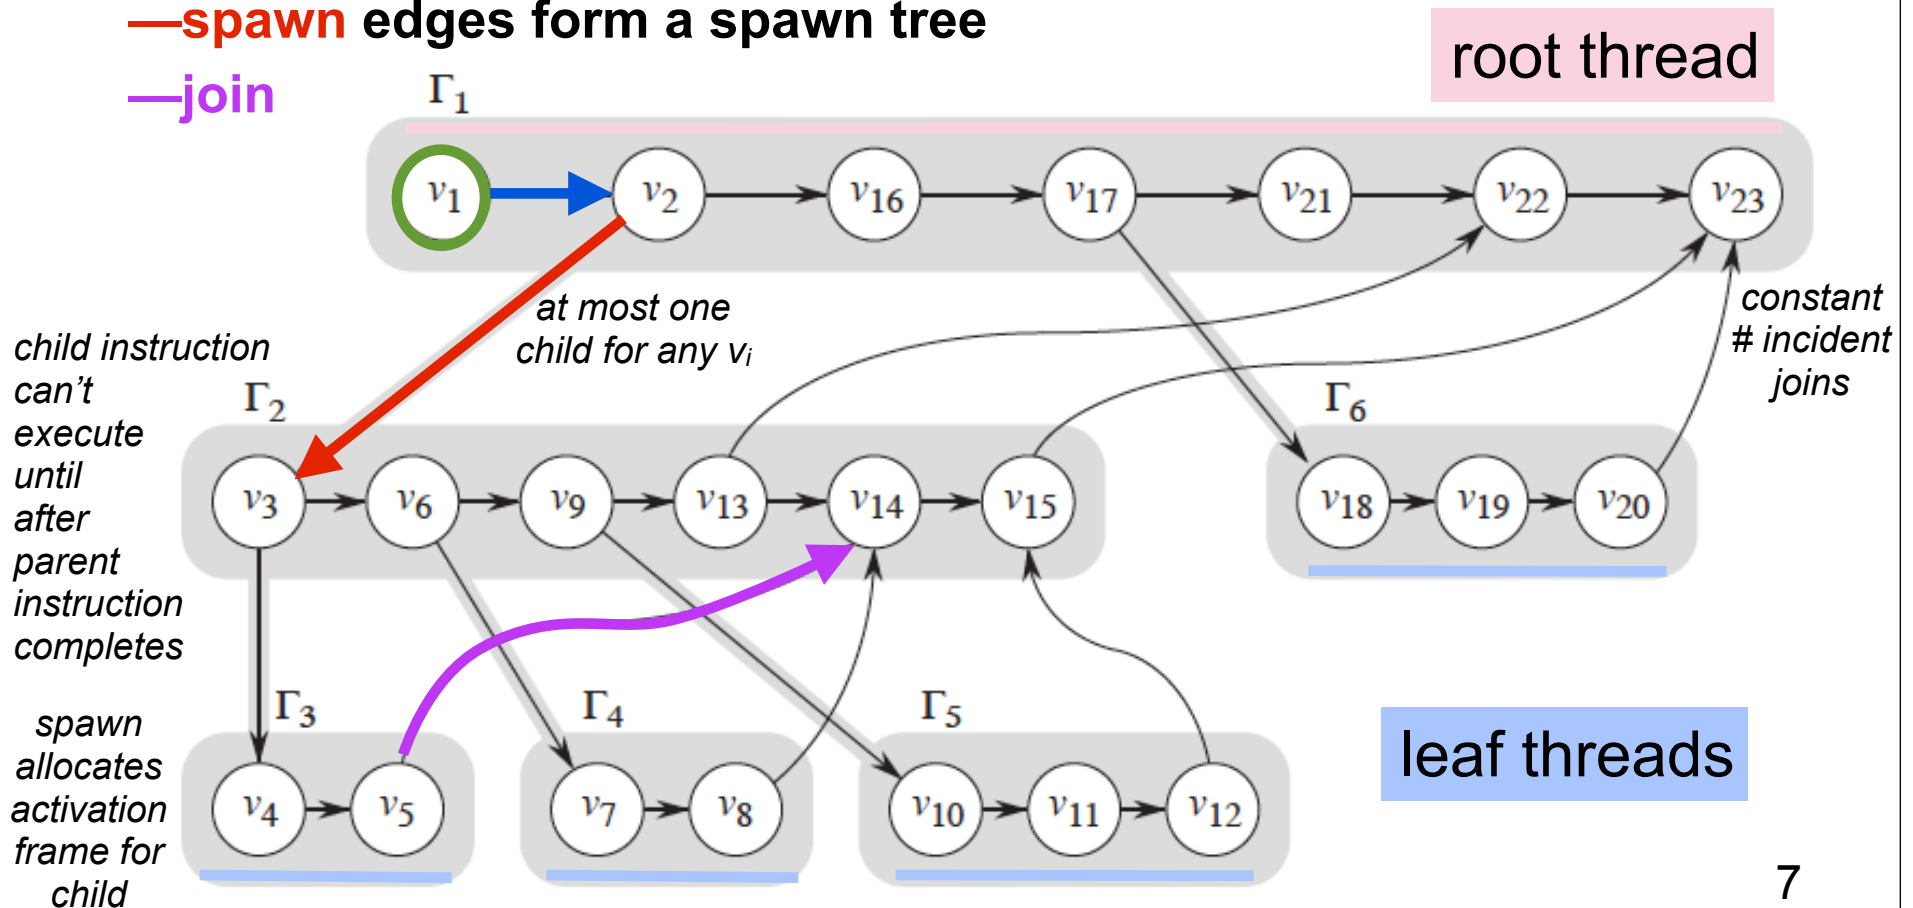 —spawn edges form a spawn tree
—join
root thread
Γ1
v1
v2
v16
v17
v21
v22
v23
at most one
child for any vi
constant
# incident
joins
child instruction
can’t
execute
until
after
parent
instruction
completes
Γ2
v3
v6
v9
v13
v14
v15
Γ6
v18
v19
v20
spawn
allocates
activation
frame for
child
Γ3
v4
v5
Γ4
v7
v8
Γ5
v10
v11
v12
leaf threads
7